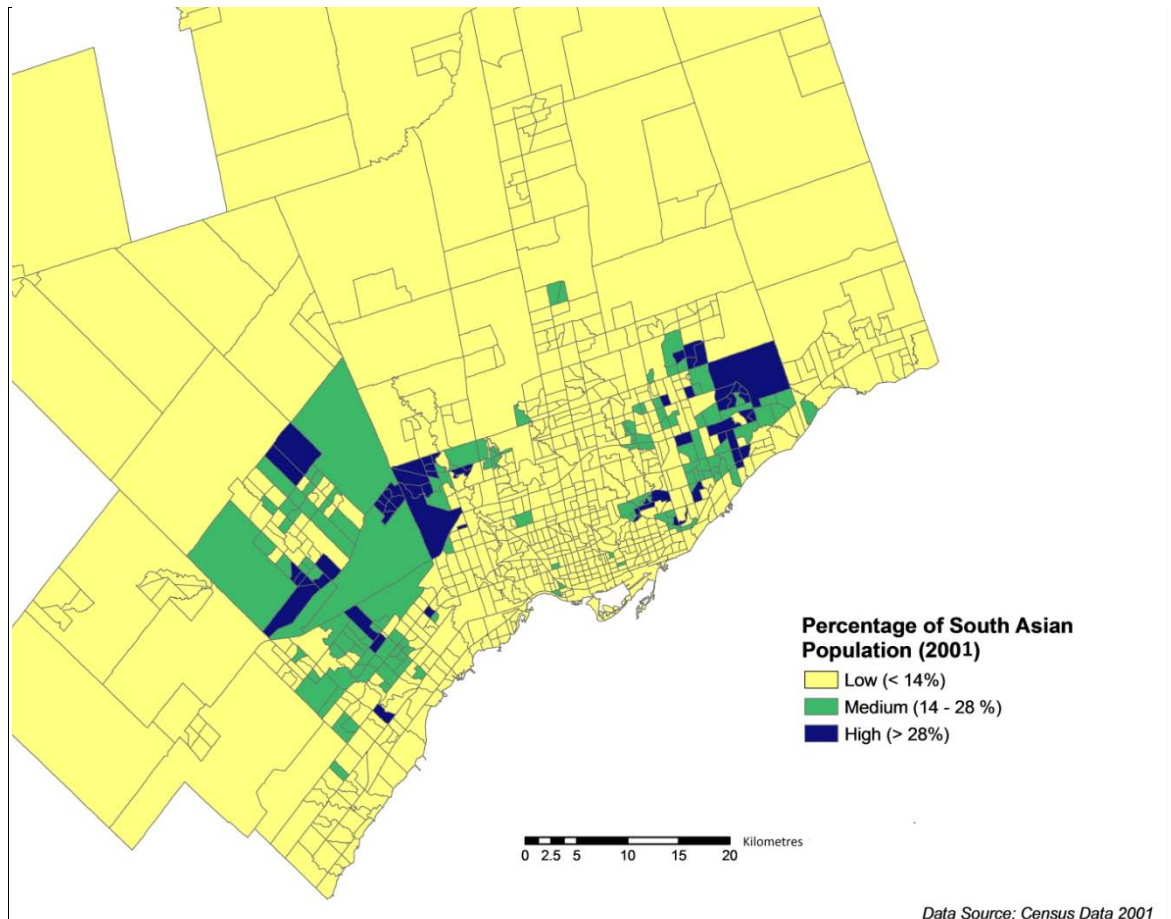 Percentage of South Asian
Population (2001)
Low (< 14%)
Medium (14 - 28 %)
High (> 28%)
Kilometres
0 2.5 5 10 15 20
Data Source: Census Data 2001